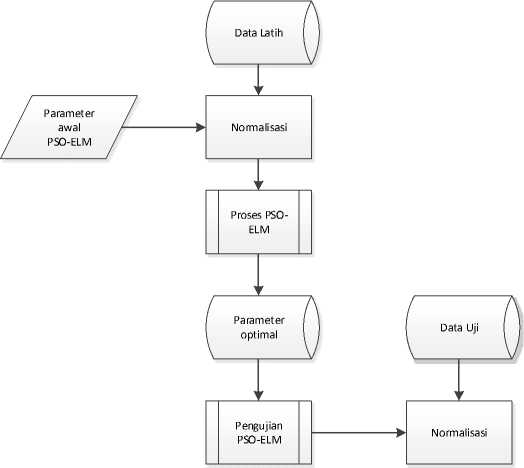 Data Latih
Parameter
awal
PSO-ELM
Normalisasi
Proses PSO-
ELM
Parameter
optimal
Data Uji
Pengujian
PSO-ELM
Normalisasi